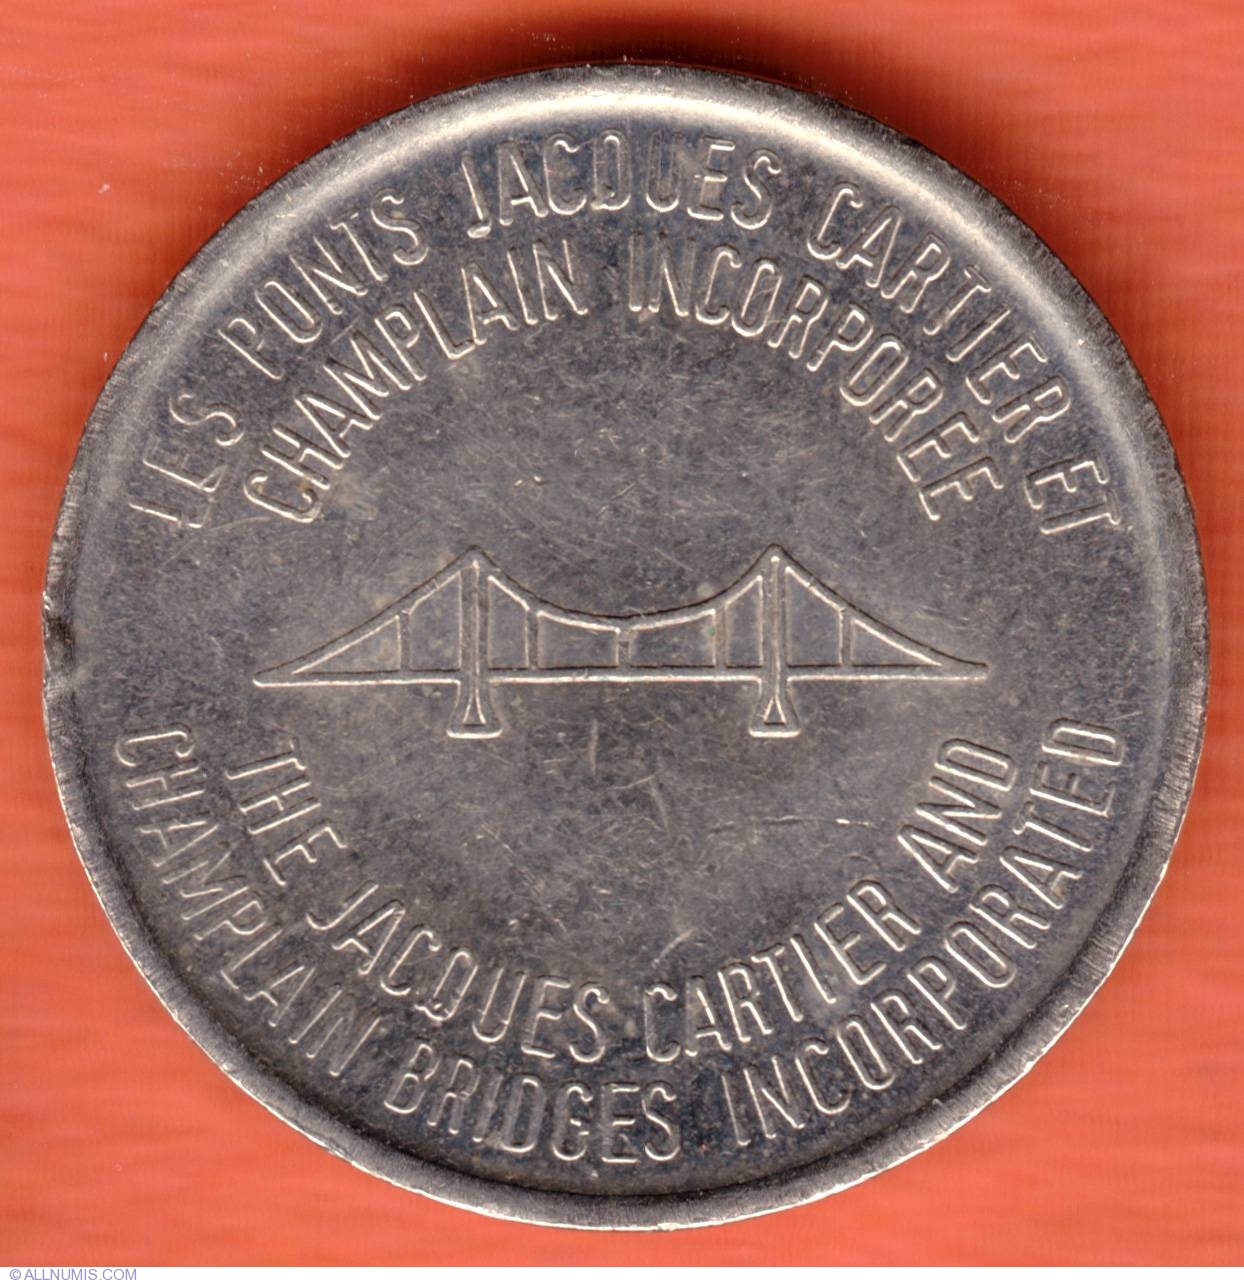 LES PONTS JACQUES CARTIER ET
CHAMPLAIN INCORPOREE
THE JACQUES CARTIER AND
CHAMPLAIN BRIDGES INCORPORATED
© ALLNUMIS.COM